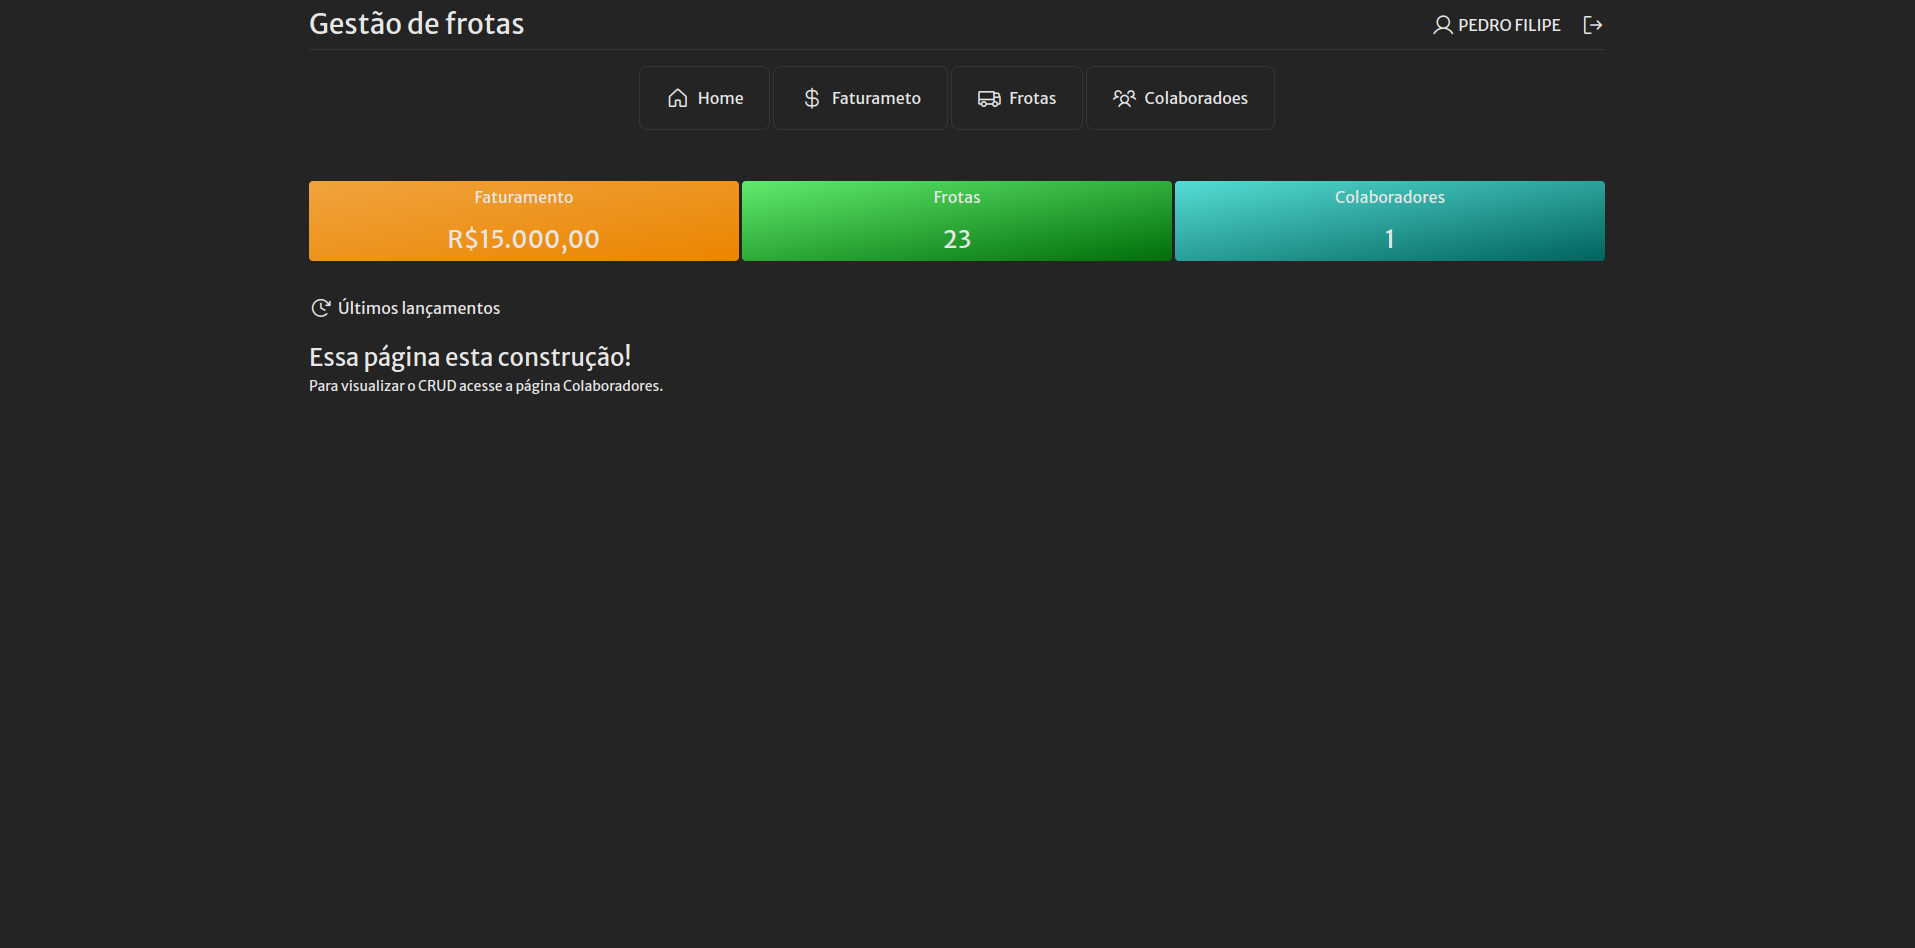 Gestão de frotas
PEDRO FILIPE
Home
Faturameto
Frotas
Colaboradoes
Faturamento
R$15.000,00
Frotas
23
Colaboradores
1
Últimos lançamentos
Essa página esta construção!
Para visualizar o CRUD acesse a página Colaboradores.